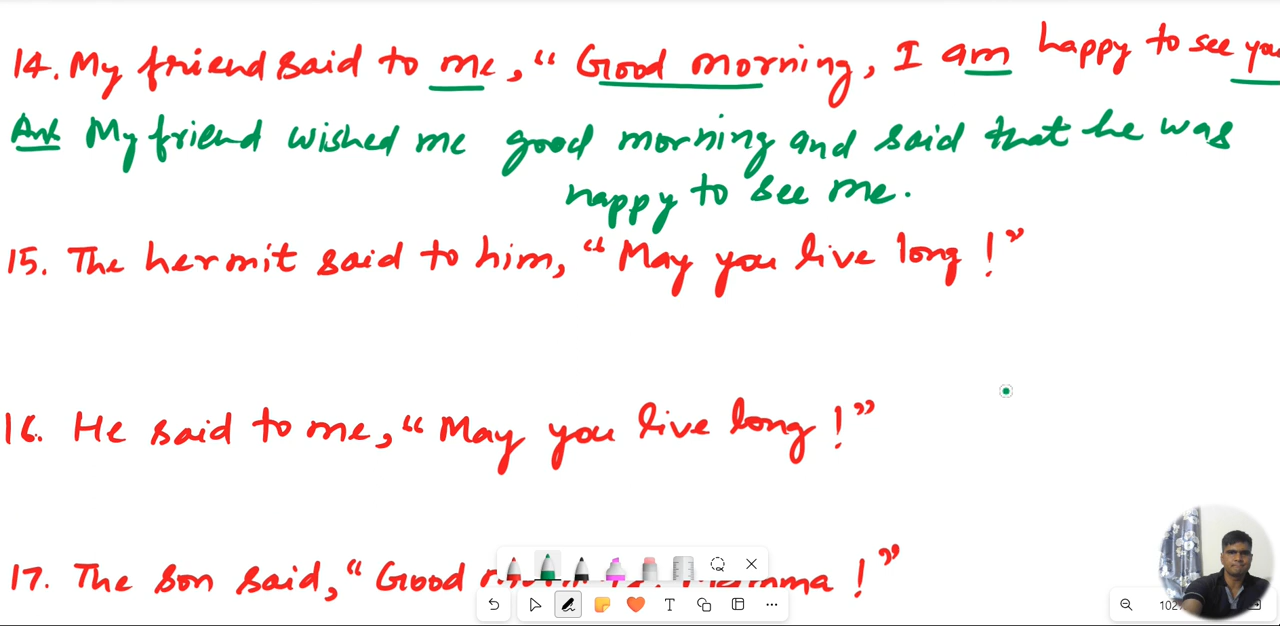 14. My friend said to me, “Good morning, I am happy to see you
Ans My friend wished me good morning and said that he was
happy to see me.
15. The hermit said to him, “May you live long!”
16. He said to me, “May you live long!”
17. The son said, “Good mamma!”
T